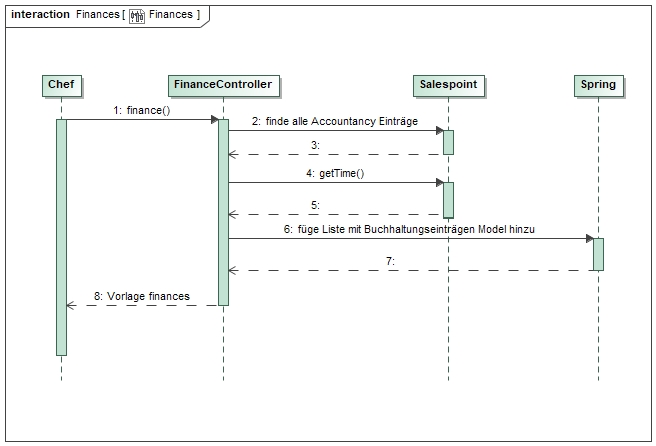 interaction Finances [ Finances ]
Chef
FinanceController
Salespoint
Spring
1: finance()
2: finde alle Accountancy Einträge
3:
4: getTime()
5:
6: füge Liste mit Buchhaltungseinträgen Model hinzu
7:
8: Vorlage finances